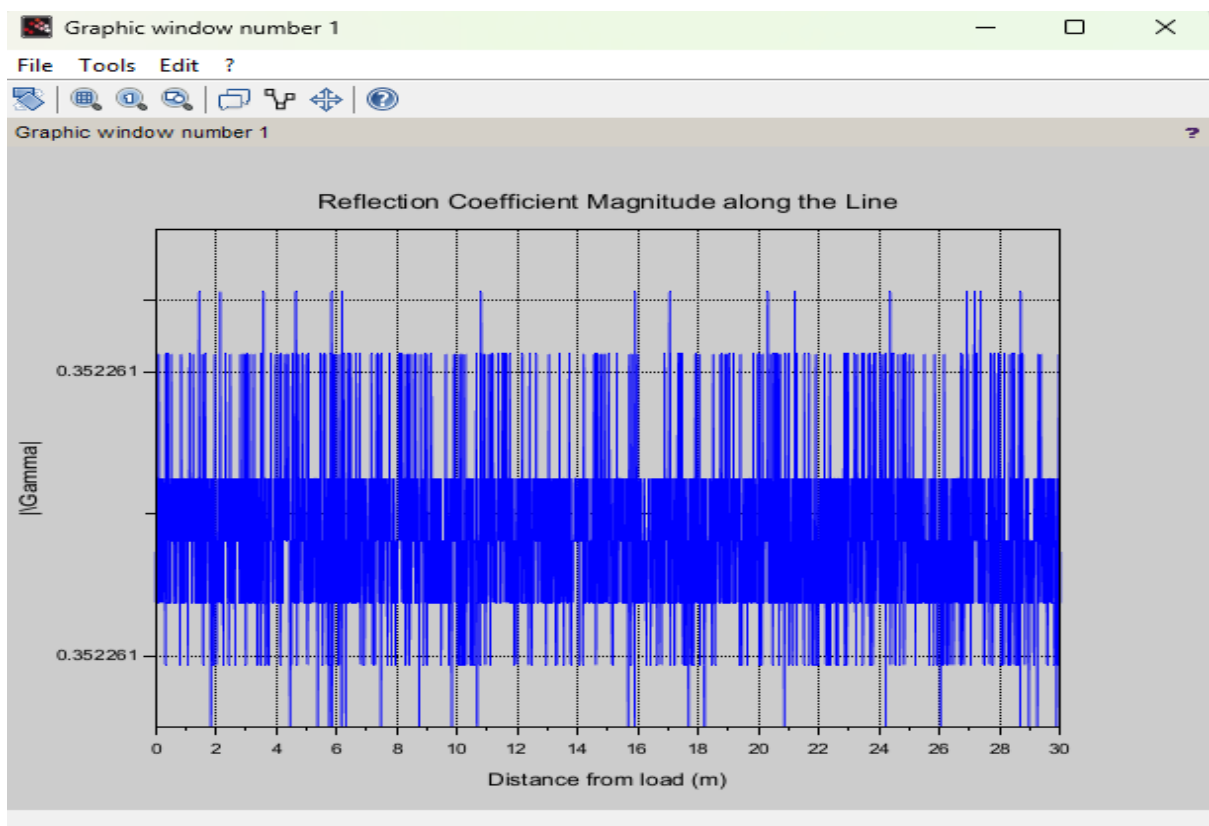 Graphic window number 1
File Tools Edit ?
Graphic window number 1 ?
Reflection Coefficient Magnitude along the Line
0.352261
|\Gamma|
0.352261
0 2 4 6 8 10 12 14 16 18 20 22 24 26 28 30
Distance from load (m)